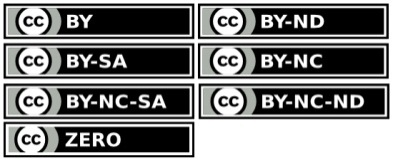 cc BY
cc BY-ND
cc BY-SA
cc BY-NC
cc BY-NC-SA
cc BY-NC-ND
cc ZERO